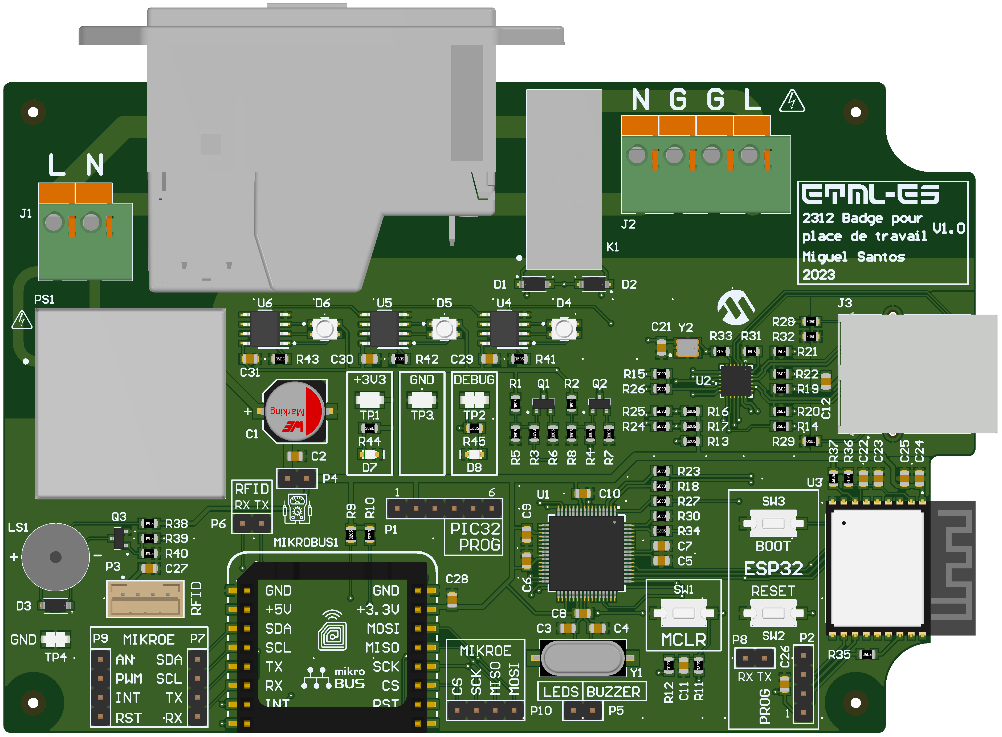 N G G L
L N
J1
J2
K1
ETML-ES
2312 Badge pour
place de travail V1.0
Miguel Santos
2023
D1
D2
PS1
U6
D6
U5
D5
U4
D4
J3
C31
R43
C30
R42
C29
R41
C21
Y2
R33
R31
R28
R32
R21
R15
R26
U2
R22
R19
C12
R25
R24
R16
R17
R13
R20
R14
R29
+3V3
GND
DEBUG
TP1
TP3
TP2
R44
R45
D7
D8
C1
+
WE
Marking
R1
Q1
R2
Q2
R5
R3
R6
R8
R4
R7
C2
P4
RFID
RX TX
P6
R9
R10
P1
1
6
PIC32
PROG
U1
C10
C9
C6
R23
R18
R27
R30
R34
C7
C5
R37
R36
C22
C23
C25
C24
U3
SW3
BOOT
ESP32
RESET
SW2
LS1
+
-
Q3
R38
R39
R40
C27
P3
RFID
D3
GND
TP4
MIKROBUS1
C28
GND
+5V
SDA
SCL
TX
RX
INT
GND
+3.3V
MOSI
MISO
SCK
CS
RST
mikro
BUS
P9 MIKROE P7
AN SDA
PWM SCL
INT TX
RST RX
MIKROE
CS
SCK
MISO
MOSI
P10
C8
C3
C4
Y1
LEDS
BUZZER
P5
SW1
MCLR
R12
C11
R11
P8
RX TX
C26
P2
PROG
1
R35